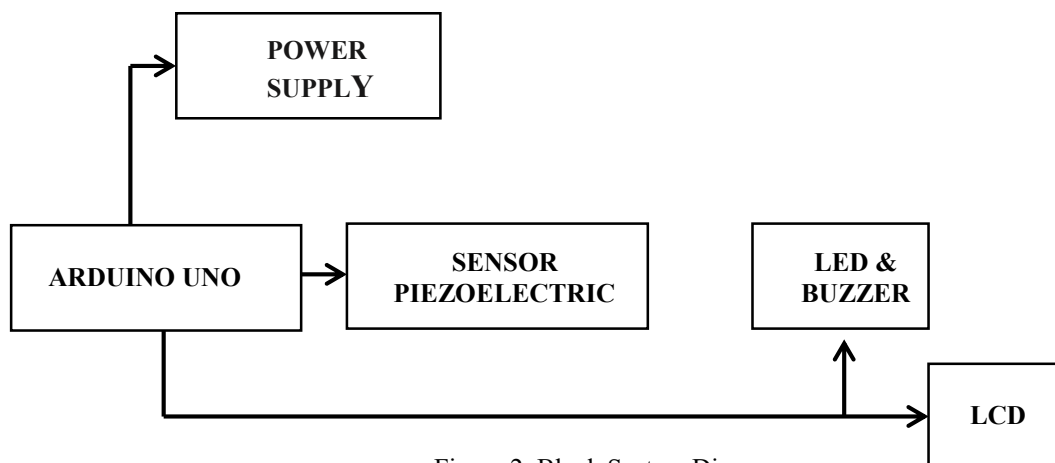 POWER
SUPPLY
ARDUINO UNO
SENSOR
PIEZOELECTRIC
LED &
BUZZER
LCD